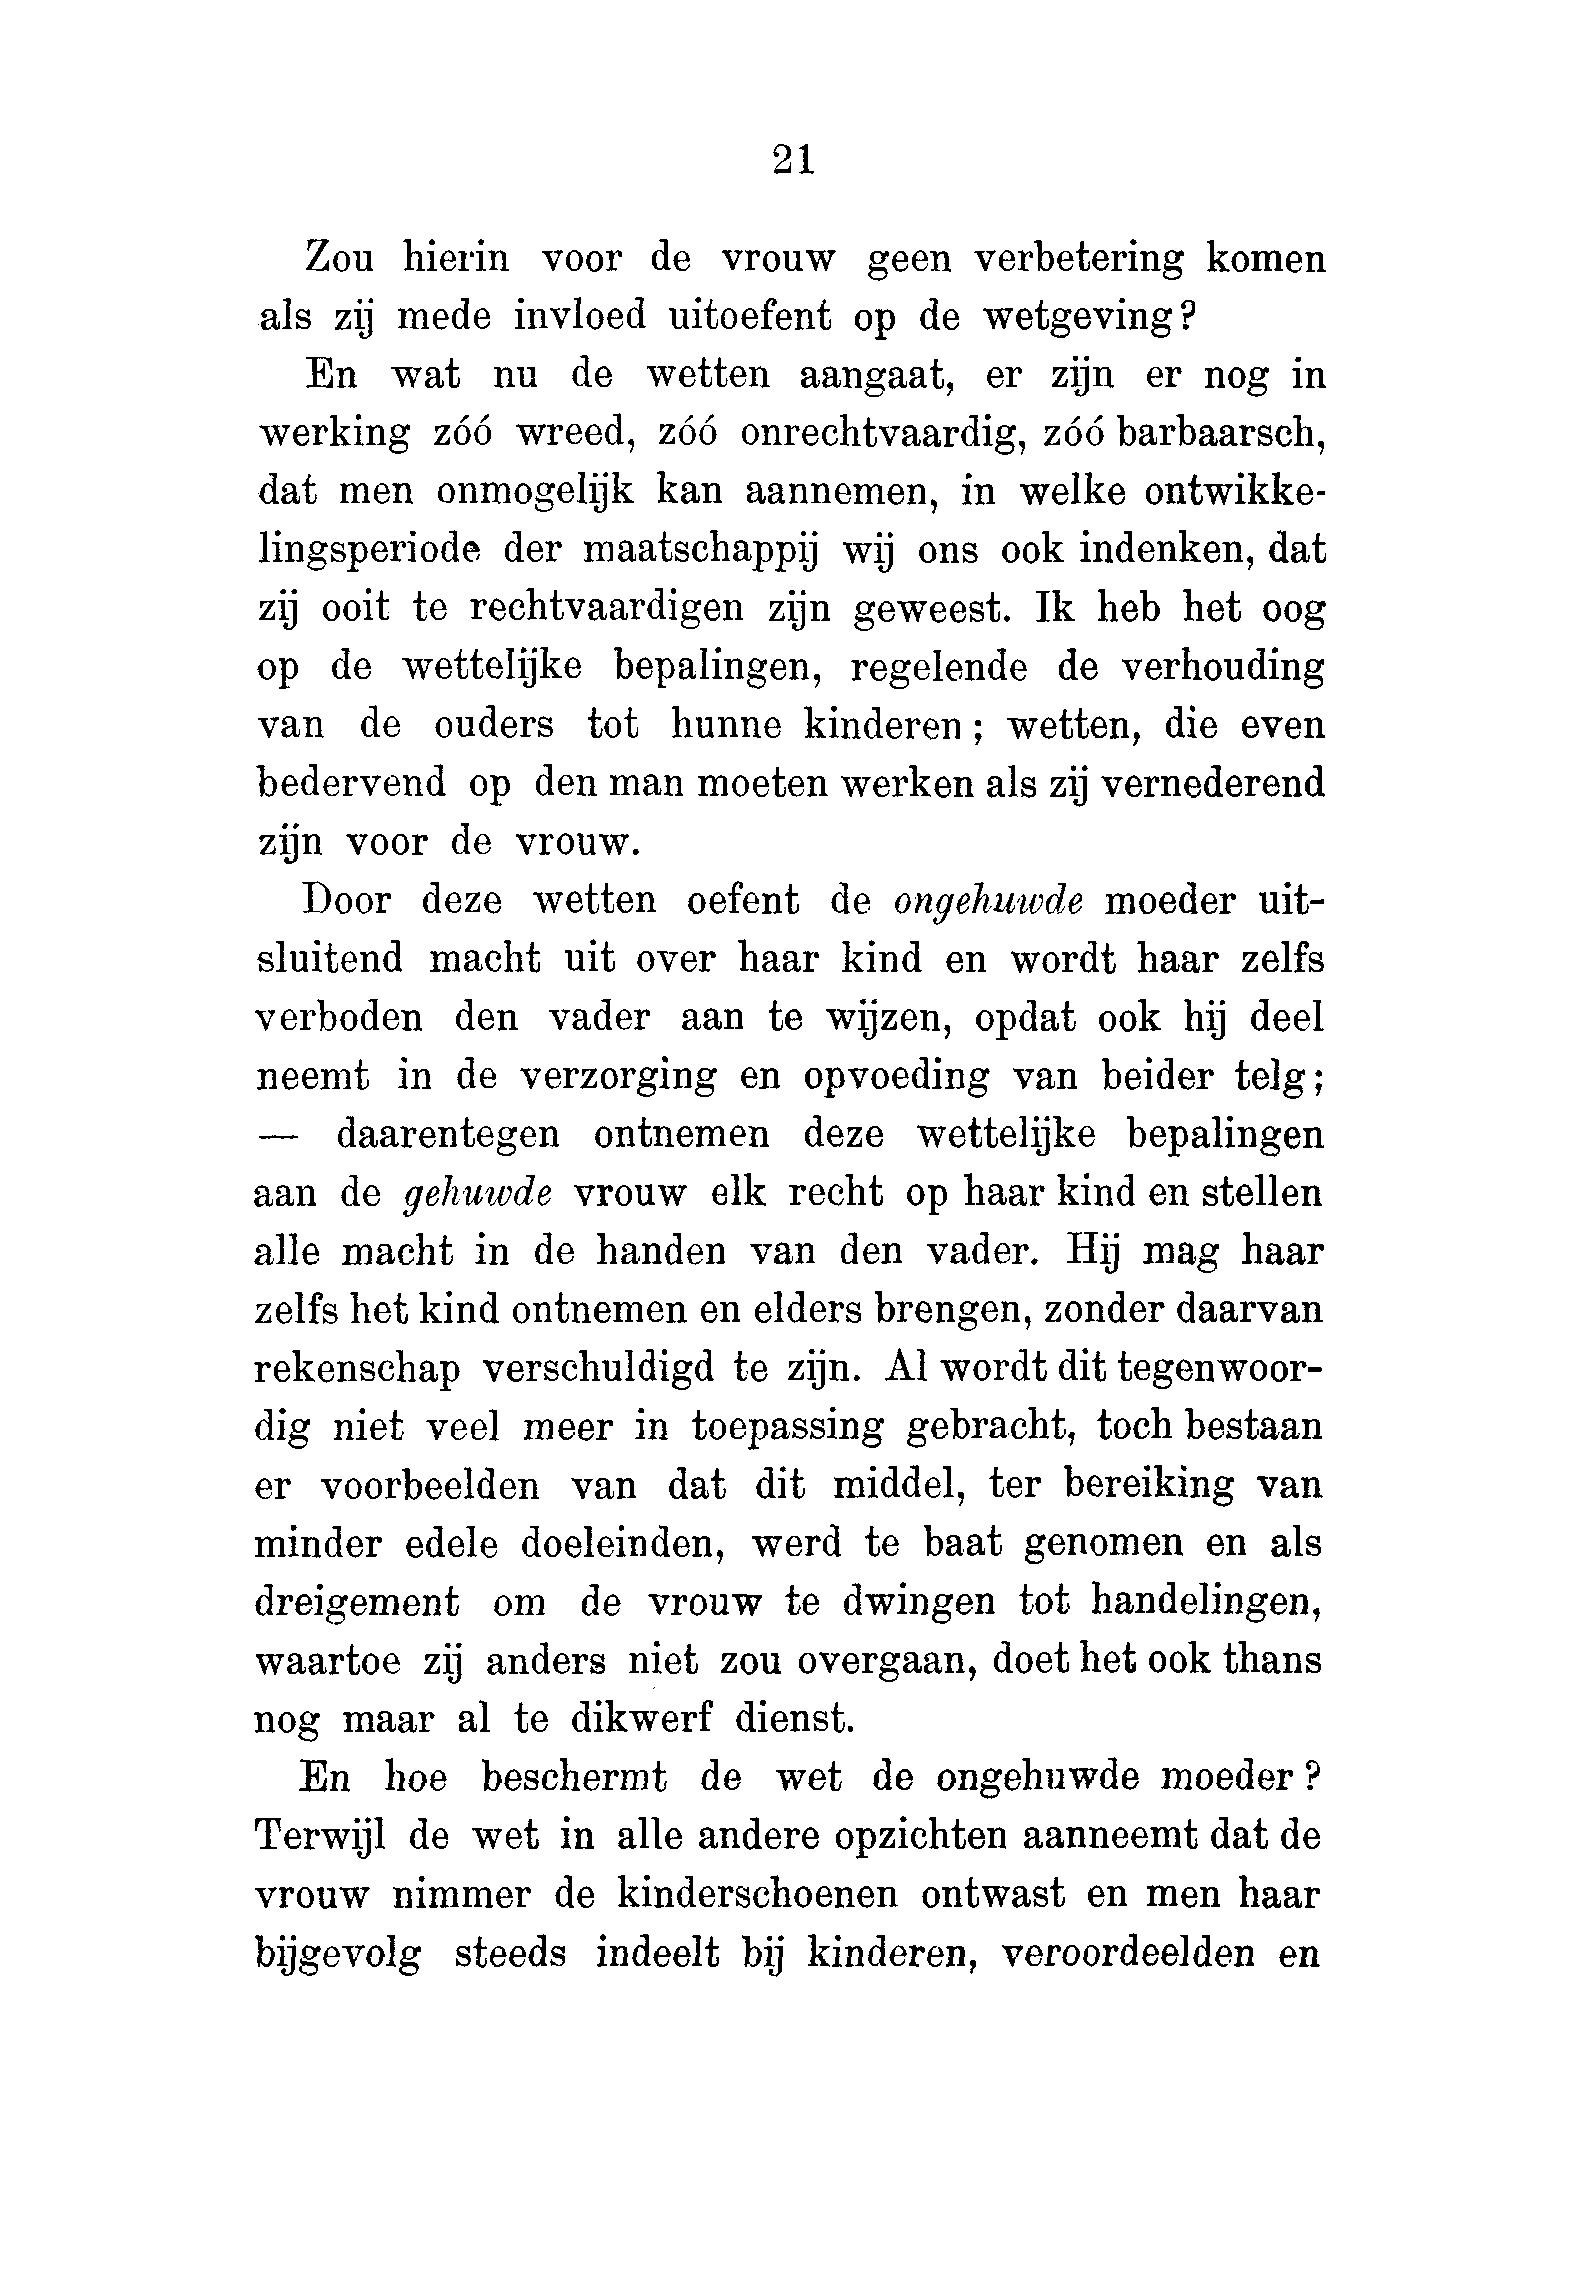 21
Zou hierin voor de vrouw geen verbetering komen
als zij mede invloed uitoefent op de wetgeving?
En wat nu de wetten aangaat, er zijn er nog in
werking zóó wreed, zóó onrechtvaardig, zóó barbaarsch,
dat men onmogelijk kan aannemen, in welke ontwikke-
lingsperiode der maatschappij wij ons ook indenken, dat
zij ooit te rechtvaardigen zijn geweest. Ik heb het oog
op de wettelijke bepalingen, regelende de verhouding
van de ouders tot hunne kinderen; wetten, die even
bedervend op den man moeten werken als zij vernederend
zijn voor de vrouw.
Door deze wetten oefent de ongehuwde moeder uit-
sluitend macht uit over haar kind en wordt haar zelfs
verboden den vader aan te wijzen, opdat ook hij deel
neemt in de verzorging en opvoeding van beider telg;
— daarentegen ontnemen deze wettelijke bepalingen
aan de gehuwde vrouw elk recht op haar kind en stellen
alle macht in de handen van den vader. Hij mag haar
zelfs het kind ontnemen en elders brengen, zonder daarvan
rekenschap verschuldigd te zijn. Al wordt dit tegenwoor-
dig niet veel meer in toepassing gebracht, toch bestaan
er voorbeelden van dat dit middel, ter bereiking van
minder edele doeleinden, werd te baat genomen en als
dreigement om de vrouw te dwingen tot handelingen,
waartoe zij anders niet zou overgaan, doet het ook thans
nog maar al te dikwerf dienst.
En hoe beschermt de wet de ongehuwde moeder?
Terwijl de wet in alle andere opzichten aanneemt dat de
vrouw nimmer de kinderschoenen ontwast en men haar
bijgevolg steeds indeelt bij kinderen, veroordeelden en